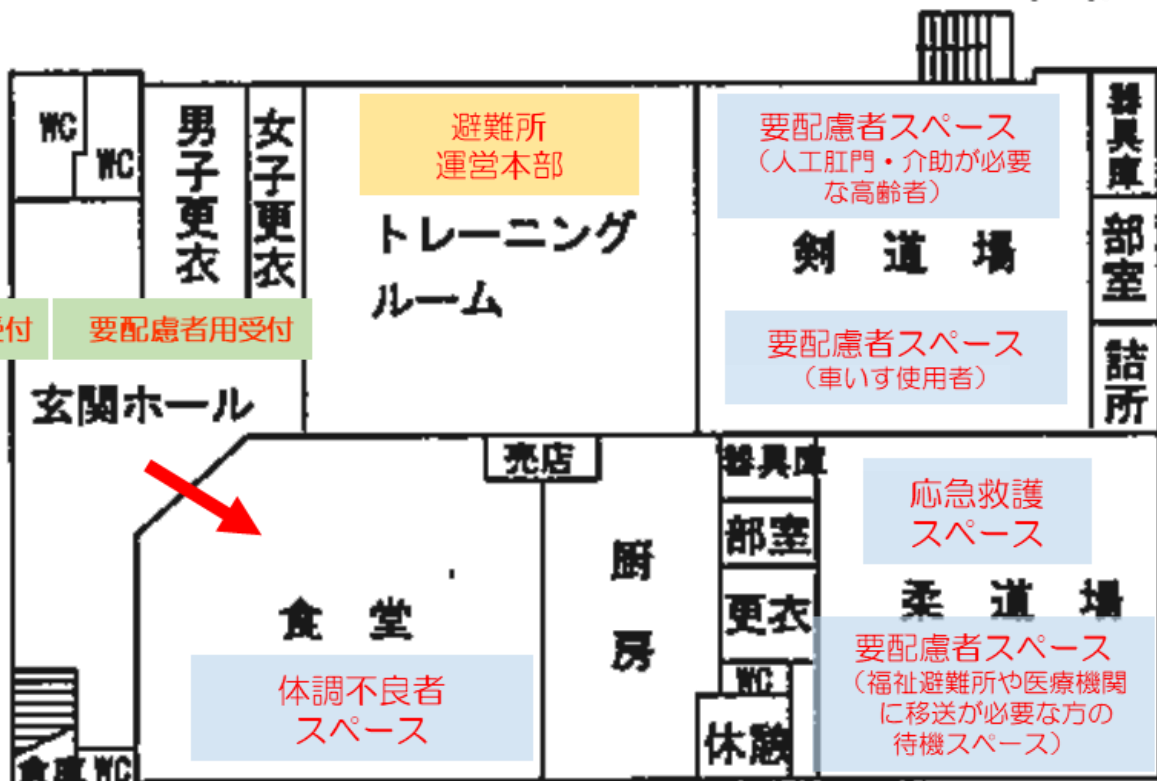 WC
WC
男子更衣
女子更衣
避難所
運営本部
トレーニング
ルーム
要配慮者スペース
（人工肛門・介助が必要
な高齢者）
剣道場
要配慮者スペース
（車いす使用者）
器具庫
部室
詰所
受付
要配慮者用受付
玄関ホール
売店
食堂
体調不良者
スペース
厨房
器具庫
部室
更衣
WC
休憩
応急救護
スペース
柔道場
要配慮者スペース
（福祉避難所や医療機関
に移送が必要な方の
待機スペース）
WC